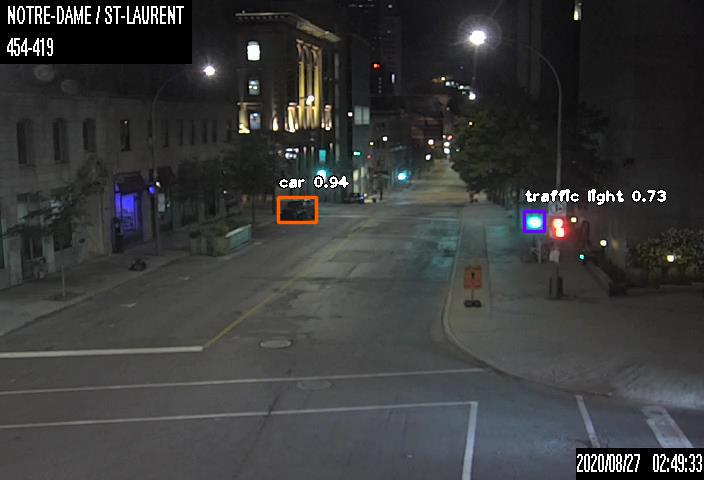 NOTRE-DAME / ST-LAURENT
454-419
car 0.94
traffic light 0.73
2020/08/27 02:49:33